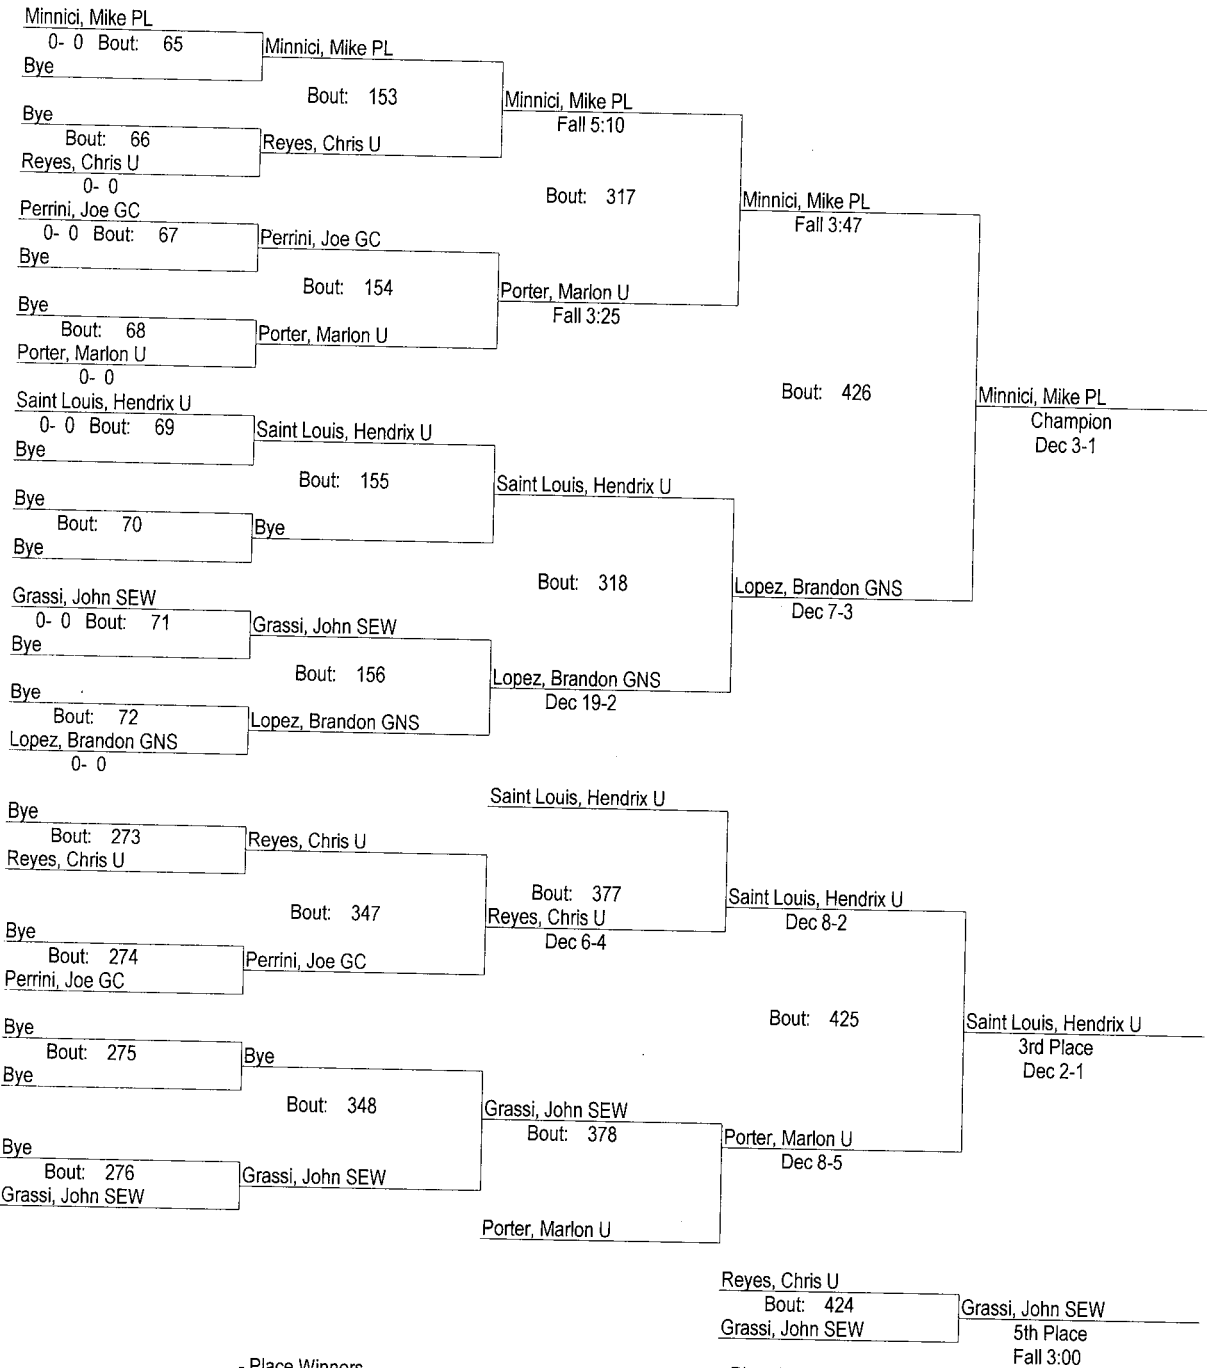 Minnici, Mike PL
0- 0 Bout: 65
Minnici, Mike PL
Bye
Bout: 153
Minnici, Mike PL
Fall 5:10
Bye
Bout: 66
Reyes, Chris U
Reyes, Chris U
0- 0
Bout: 317
Minnici, Mike PL
Fall 3:47
Perrini, Joe GC
0- 0 Bout: 67
Perrini, Joe GC
Bye
Bout: 154
Porter, Marlon U
Fall 3:25
Bye
Bout: 68
Porter, Marlon U
Porter, Marlon U
0- 0
Bout: 426
Minnici, Mike PL
Champion
Dec 3-1
Saint Louis, Hendrix U
0- 0 Bout: 69
Saint Louis, Hendrix U
Bye
Bout: 155
Saint Louis, Hendrix U
Bye
Bout: 70
Bye
Bye
Bout: 318
Lopez, Brandon GNS
Dec 7-3
Grassi, John SEW
0- 0 Bout: 71
Grassi, John SEW
Bye
Bout: 156
Lopez, Brandon GNS
Dec 19-2
Bye
Bout: 72
Lopez, Brandon GNS
Lopez, Brandon GNS
0- 0
Saint Louis, Hendrix U
Bye
Bout: 273
Reyes, Chris U
Reyes, Chris U
Bout: 377
Saint Louis, Hendrix U
Dec 8-2
Bout: 347
Reyes, Chris U
Dec 6-4
Bye
Bout: 274
Perrini, Joe GC
Perrini, Joe GC
Bout: 425
Saint Louis, Hendrix U
3rd Place
Dec 2-1
Bye
Bout: 275
Bye
Bye
Bout: 348
Grassi, John SEW
Bout: 378
Porter, Marlon U
Dec 8-5
Bye
Bout: 276
Grassi, John SEW
Grassi, John SEW
Porter, Marlon U
Reyes, Chris U
Bout: 424
Grassi, John SEW
Grassi, John SEW
5th Place
Fall 3:00
- Place Winners